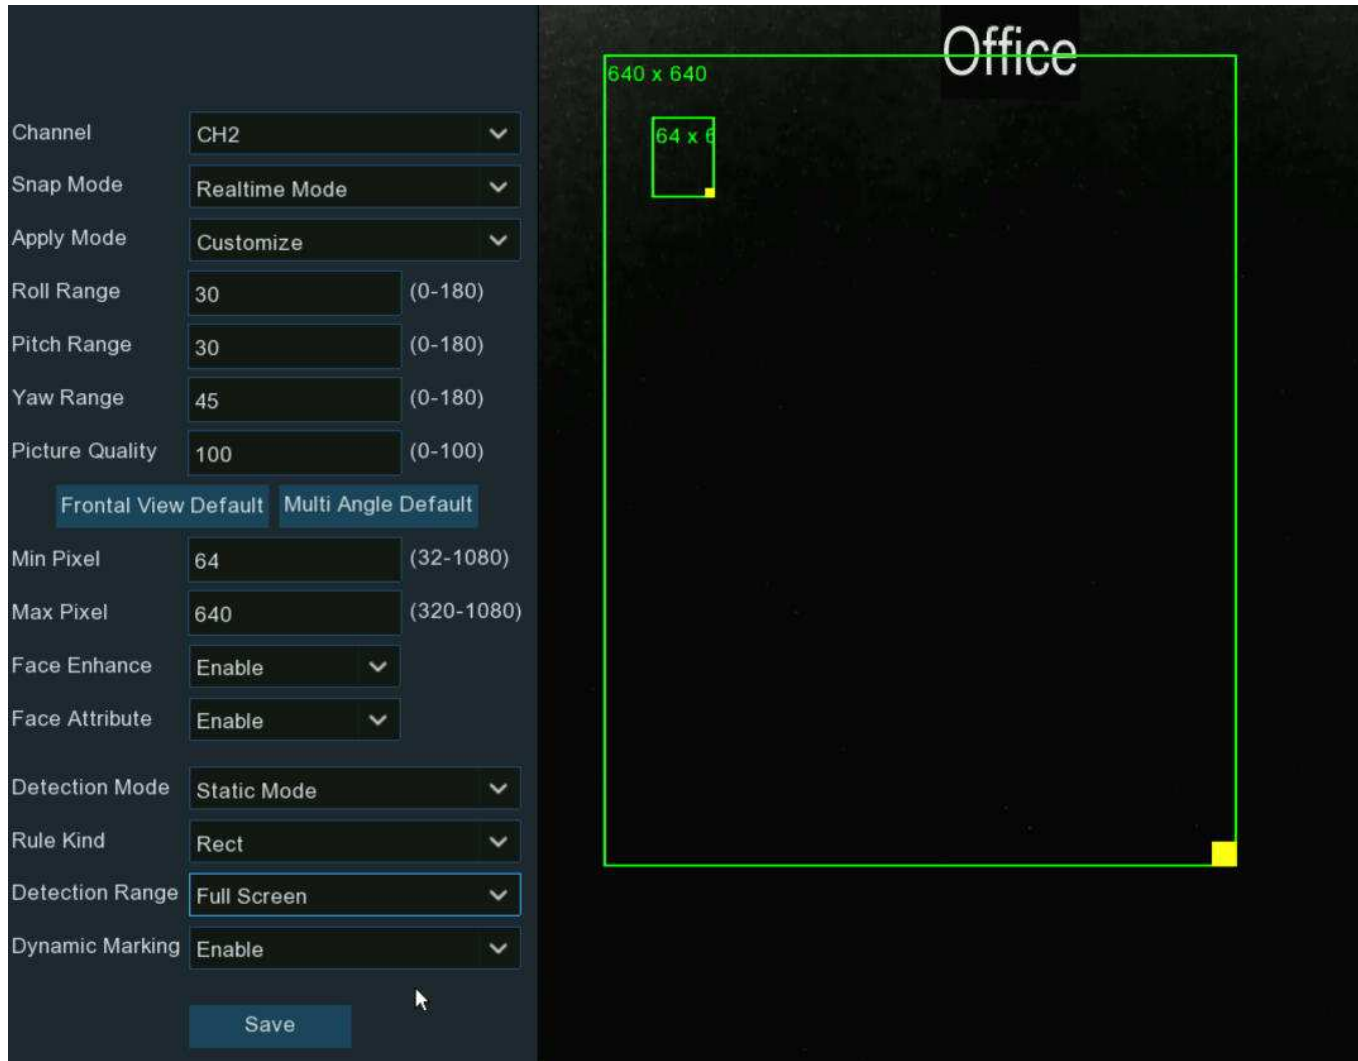 Office
640 x 640
64 x 6
Channel CH2
Snap Mode Realtime Mode
Apply Mode Customize
Roll Range 30 (0-180)
Pitch Range 30 (0-180)
Yaw Range 45 (0-180)
Picture Quality 100 (0-100)
Frontal View Default Multi Angle Default
Min Pixel 64 (32-1080)
Max Pixel 640 (320-1080)
Face Enhance Enable
Face Attribute Enable
Detection Mode Static Mode
Rule Kind Rect
Detection Range Full Screen
Dynamic Marking Enable
Save